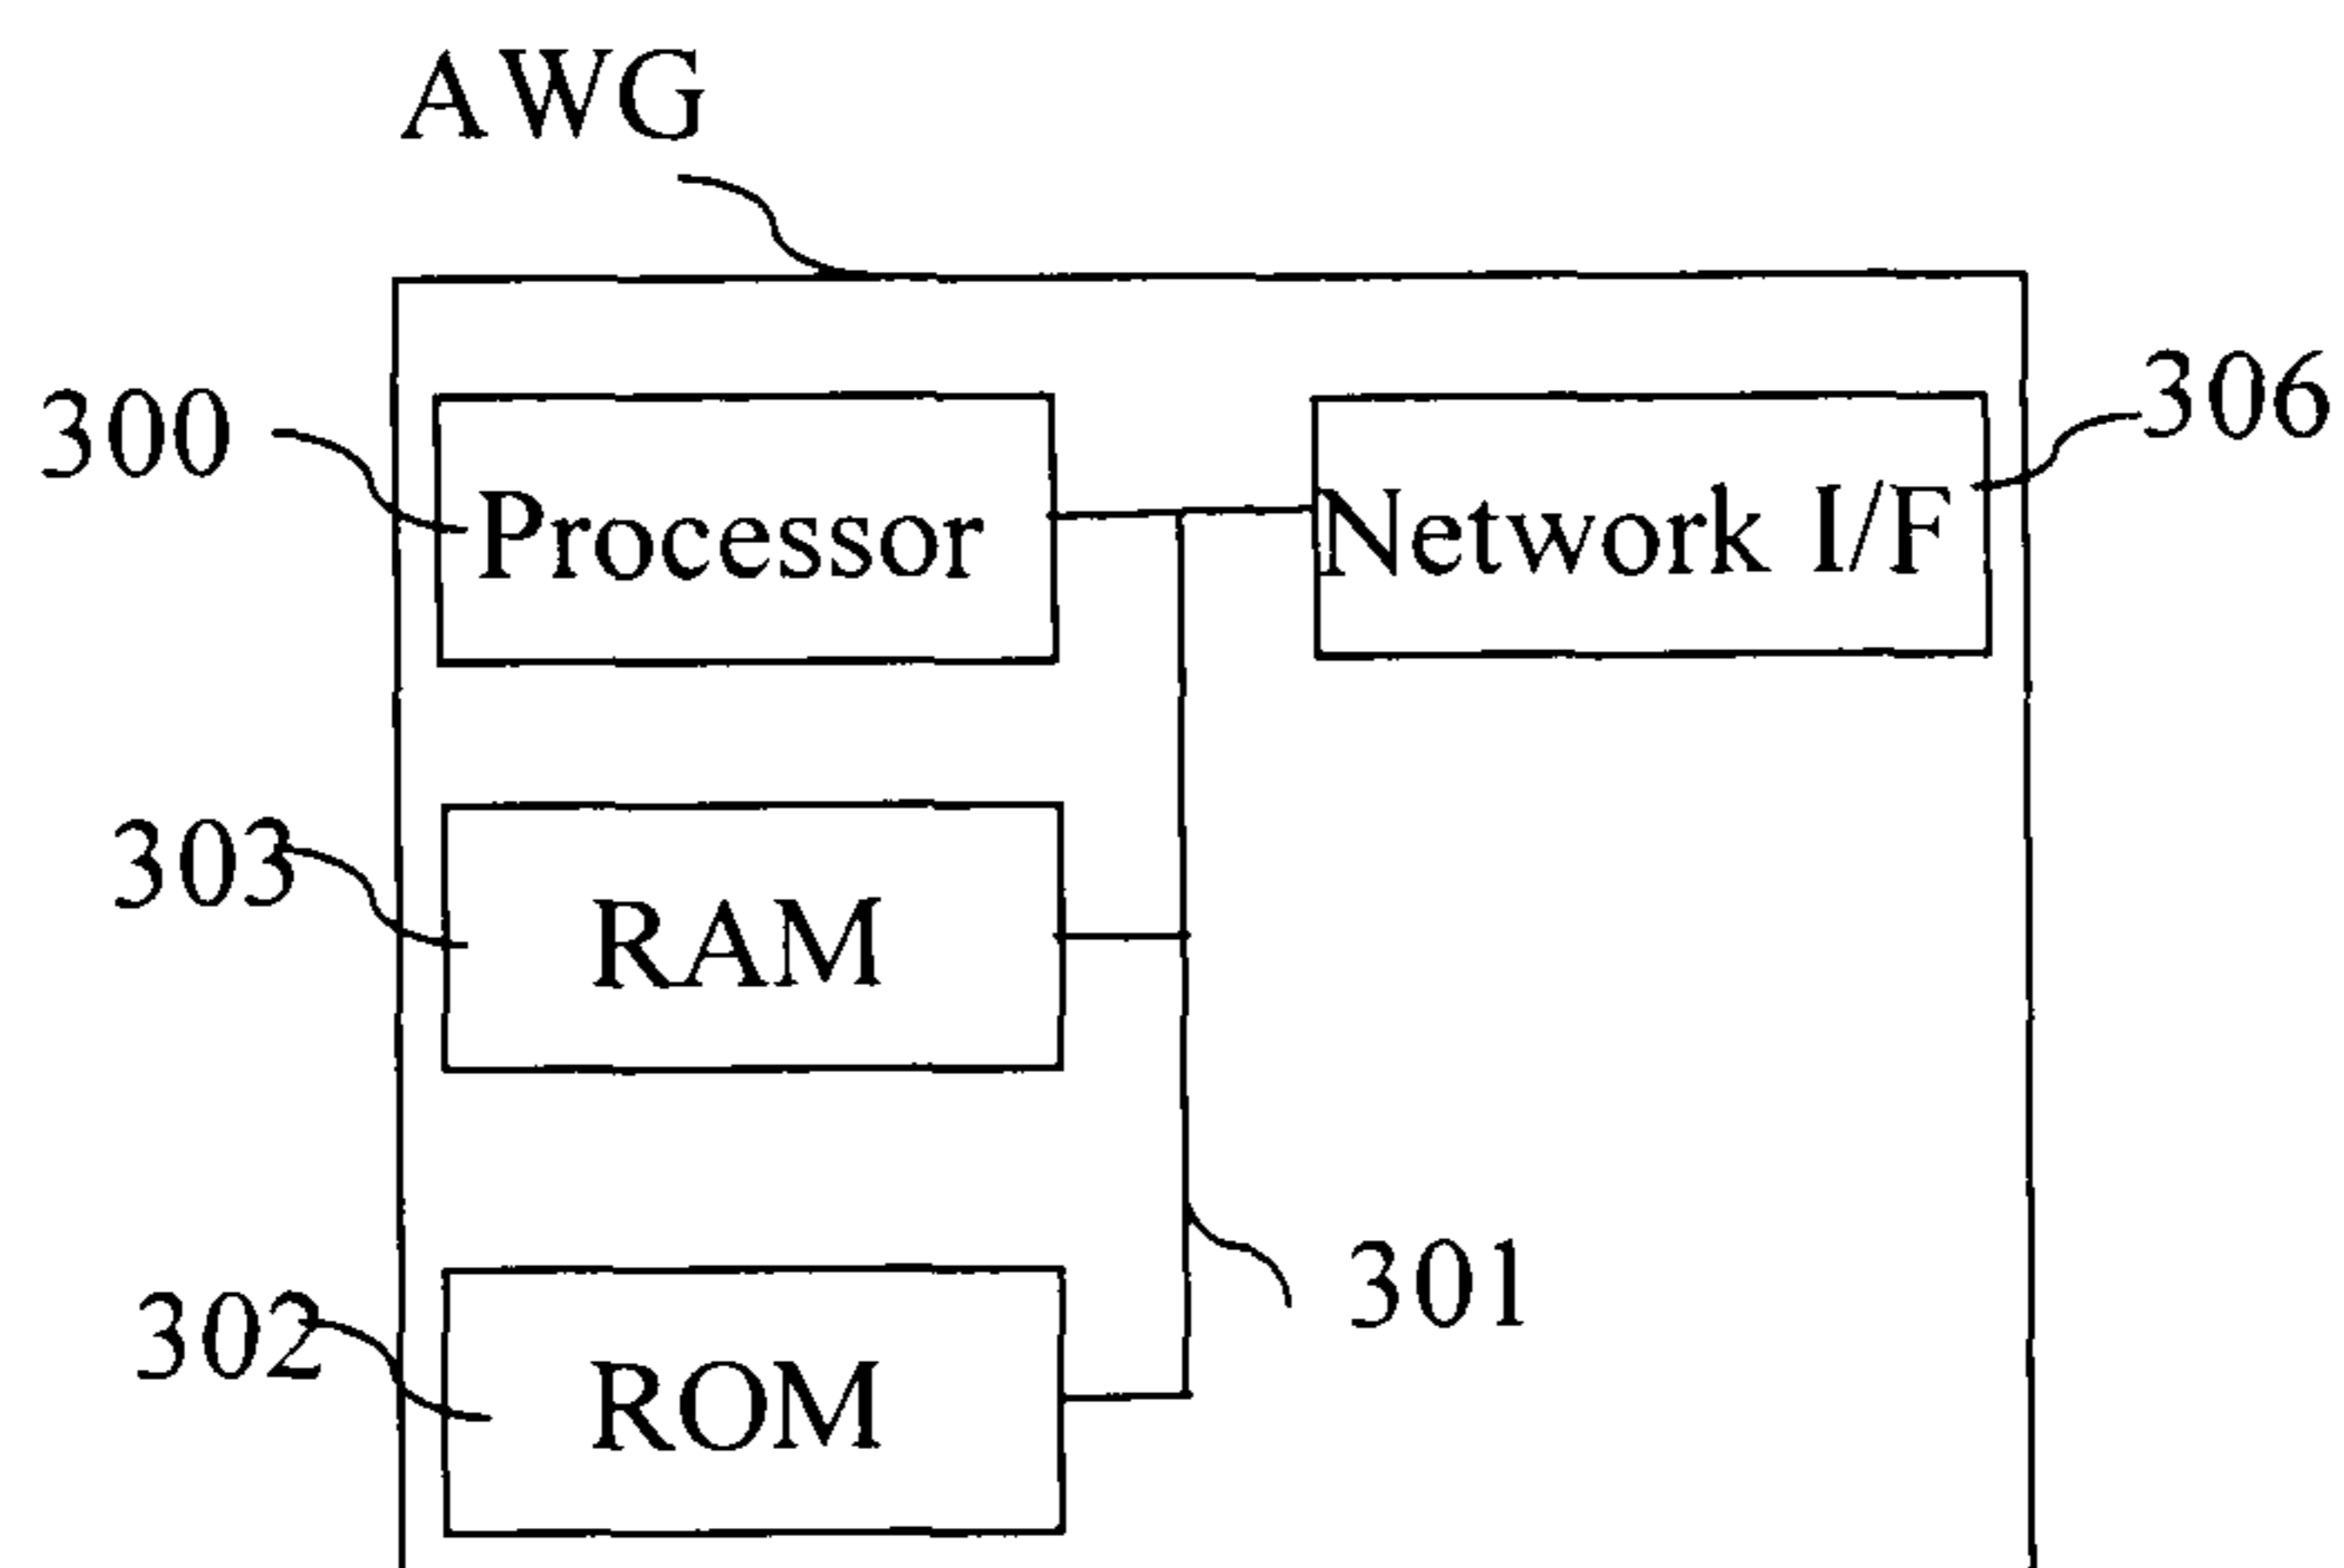 AWG
300
Processor
Network I/F
306
303
RAM
301
302
ROM